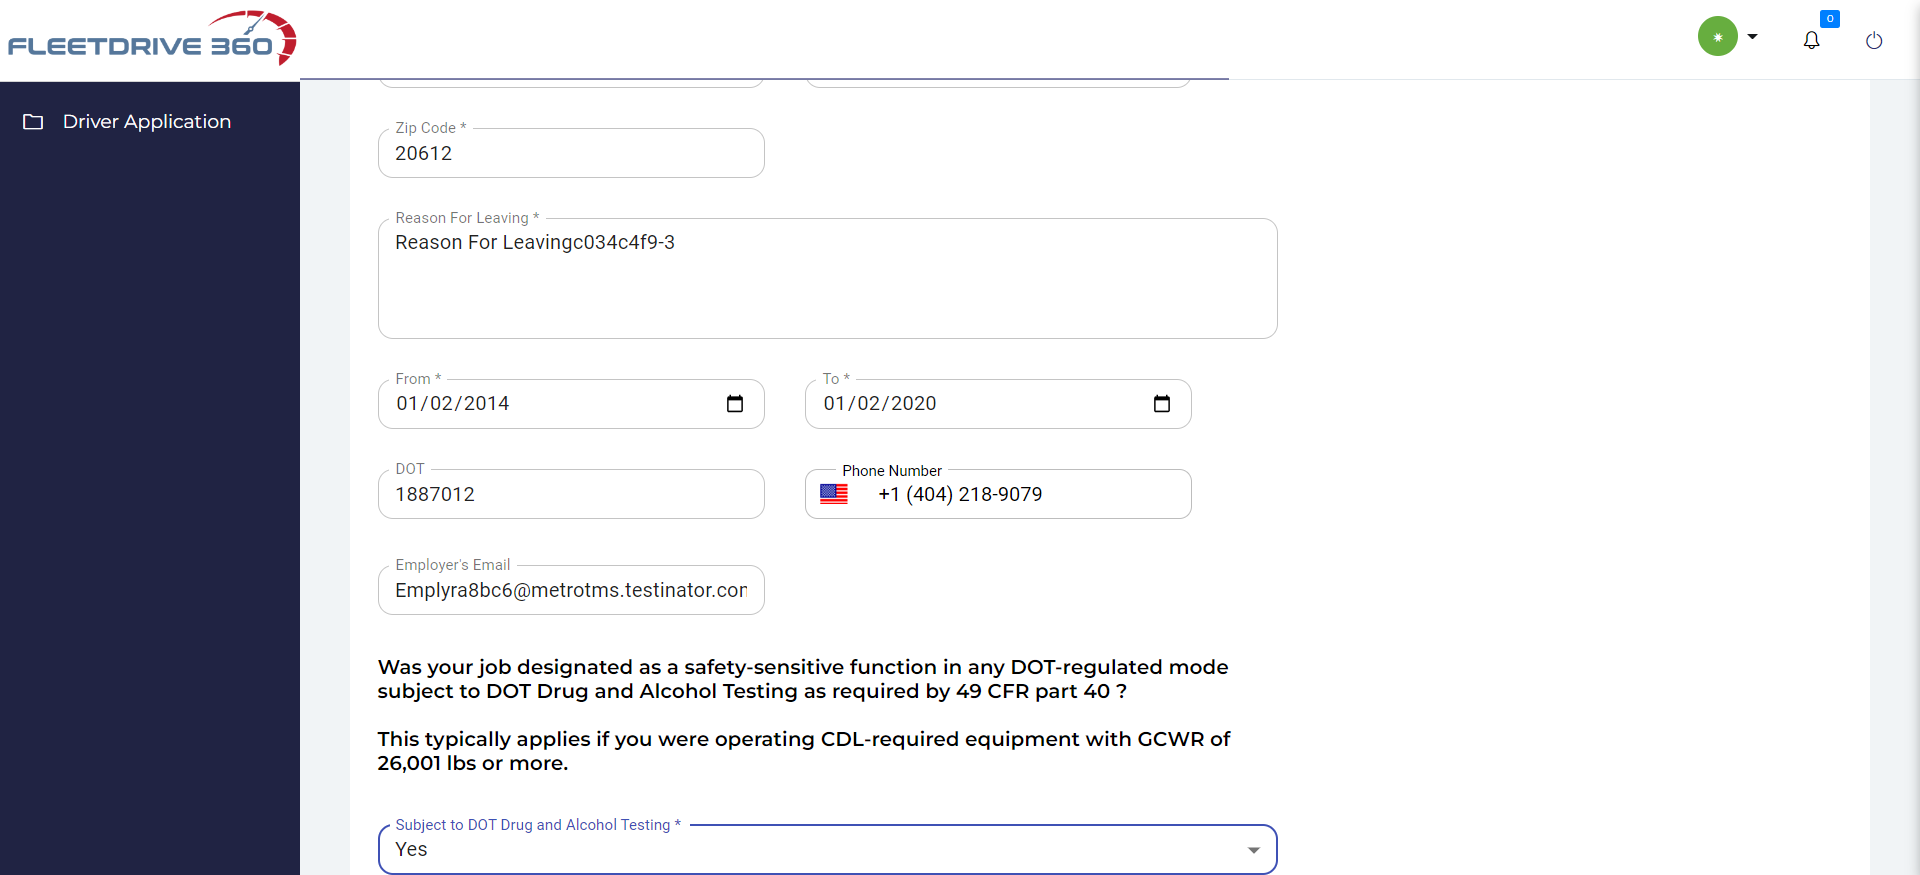 FLEETDRIVE 360
0
Driver Application
Zip Code *
20612
Reason For Leaving *
Reason For Leavingc034c4f9-3
From *
To *
01/02/2014
01/02/2020
DOT
Phone Number
1887012
+1 (404) 218-9079
Employer's Email
Emplyra8bc6@metrotms.testinator.con
Was your job designated as a safety-sensitive function in any DOT-regulated mode
subject to DOT Drug and Alcohol Testing as required by 49 CFR part 40 ?
This typically applies if you were operating CDL-required equipment with GCWR of
26,001 lbs or more.
Subject to DOT Drug and Alcohol Testing *
Yes